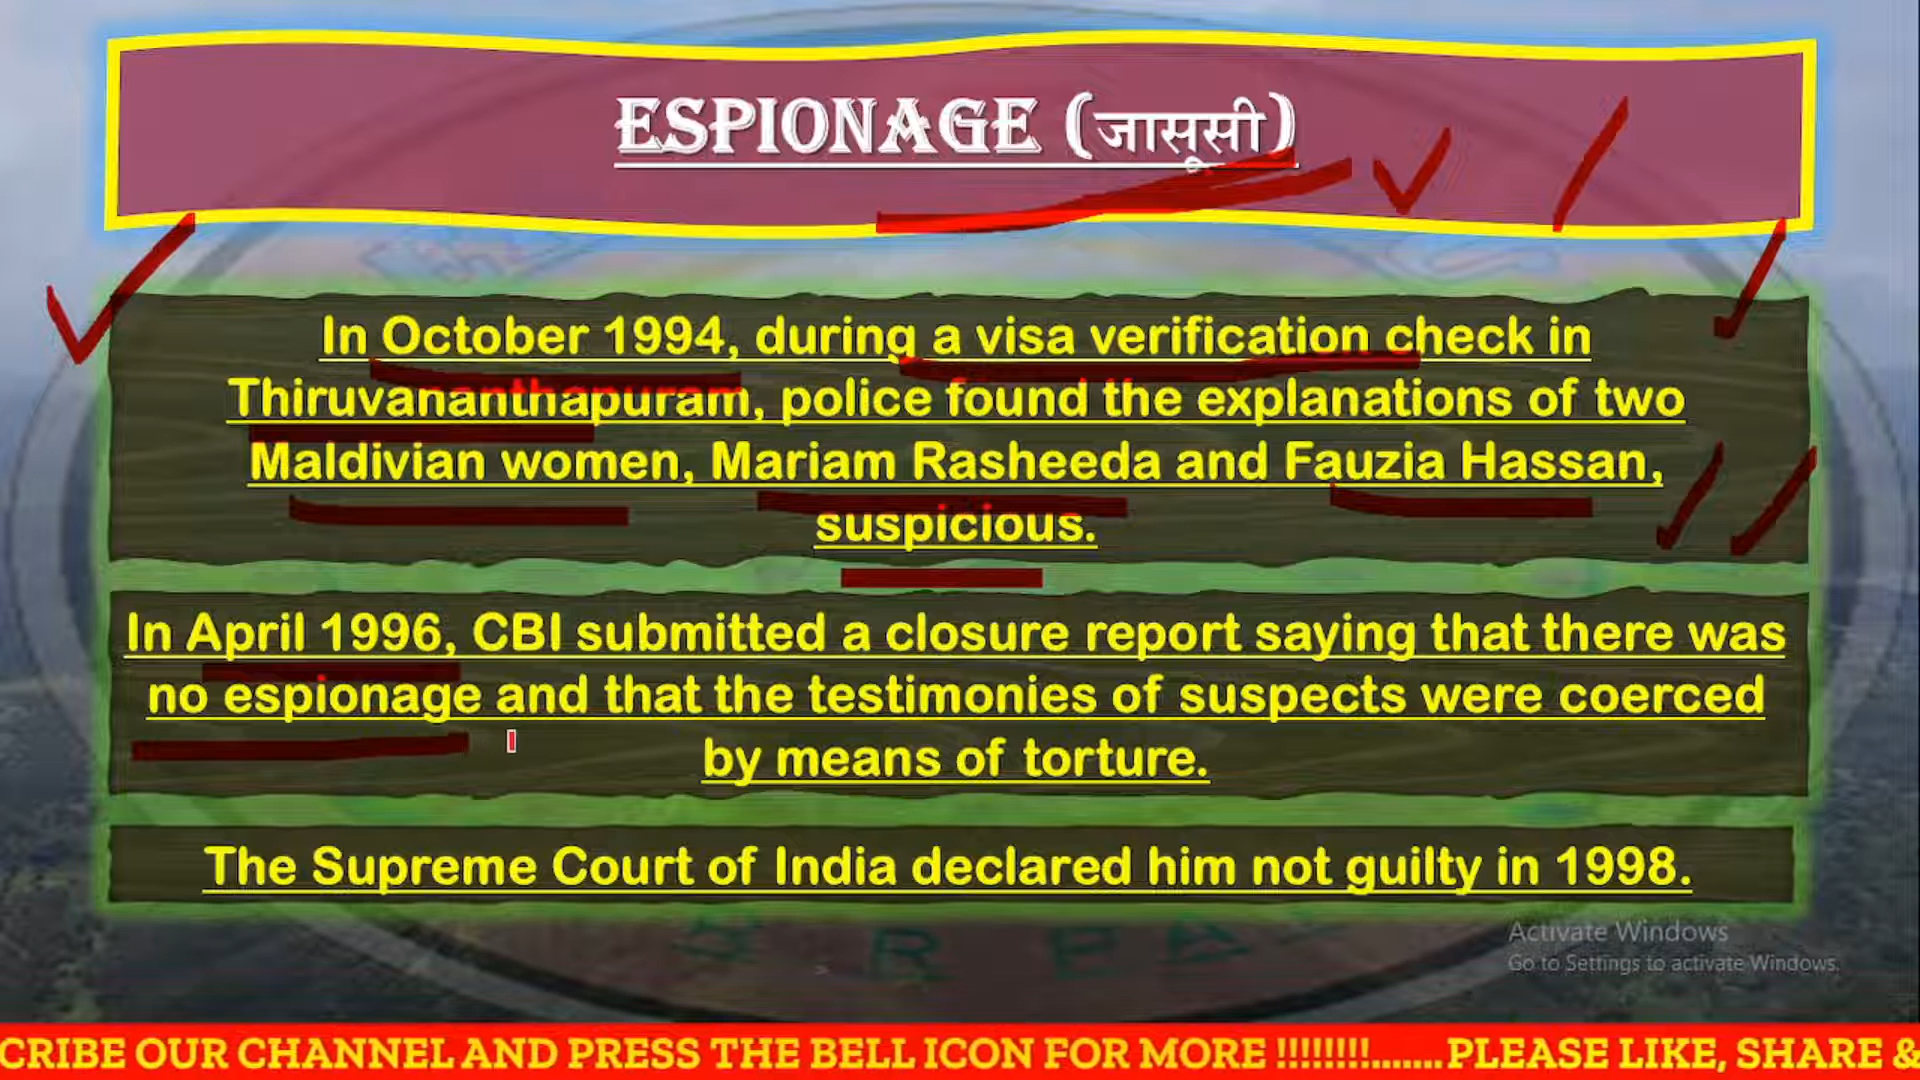 ESPIONAGE (जासूसी)
In October 1994, during a visa verification check in
Thiruvananthapuram, police found the explanations of two
Maldivian women, Mariam Rasheeda and Fauzia Hassan,
suspicious.
In April 1996, CBI submitted a closure report saying that there was
no espionage and that the testimonies of suspects were coerced
by means of torture.
The Supreme Court of India declared him not guilty in 1998.
Activate Windows
Go to Settings to activate Windows.
CRIBE OUR CHANNEL AND PRESS THE BELL ICON FOR MORE !!!!!!!!.......PLEASE LIKE, SHARE &